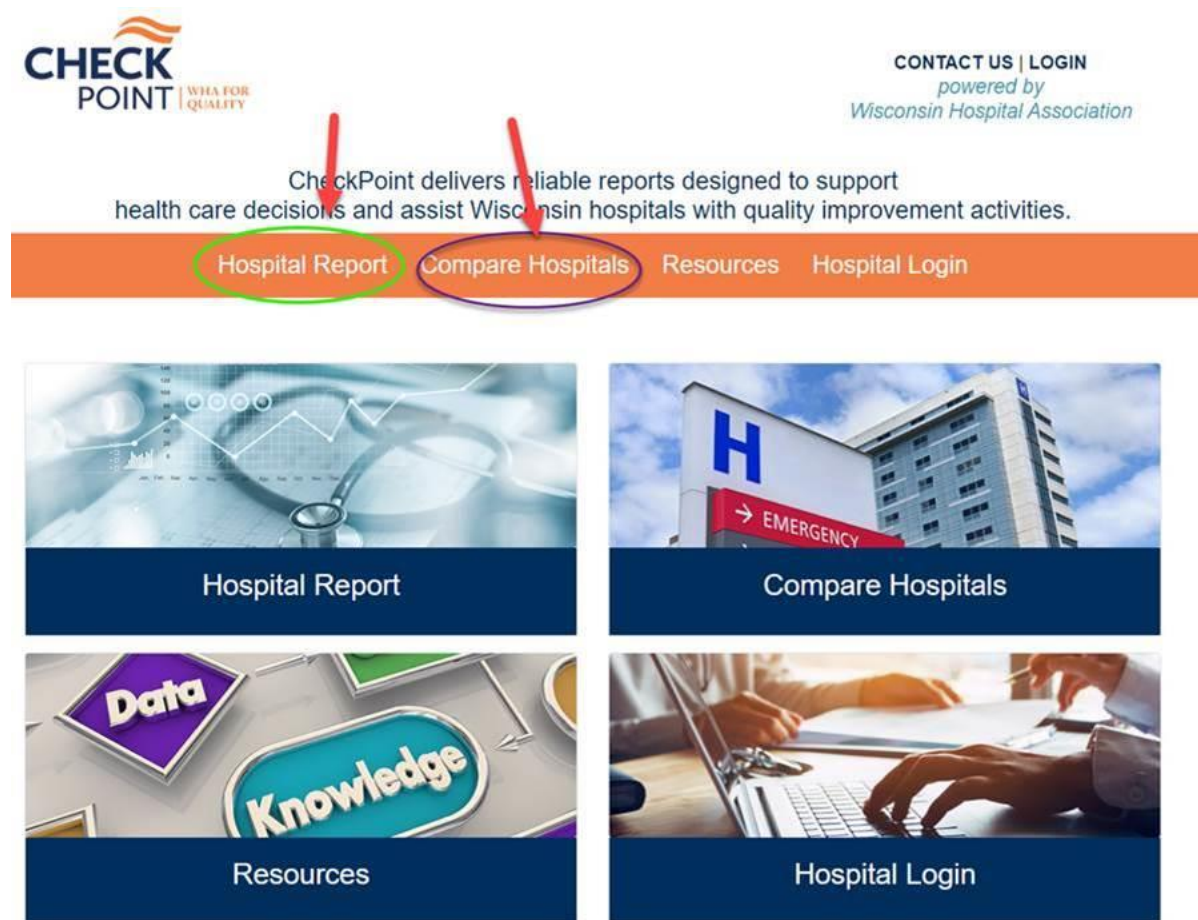 CHECK
POINT | WHA FOR
QUALITY
CONTACT US | LOGIN
powered by
Wisconsin Hospital Association
CheckPoint delivers reliable reports designed to support
health care decisions and assist Wisconsin hospitals with quality improvement activities.
Hospital Report Compare Hospitals Resources Hospital Login
H
→ EMERGENCY
Hospital Report
Compare Hospitals
Data
Knowledge
Resources
Hospital Login